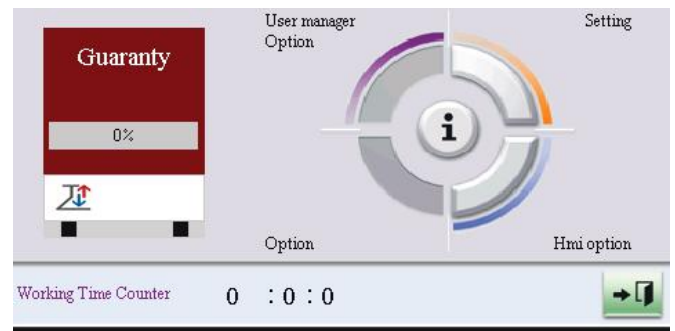 Guaranty
0%
User manager
Option
Setting
i
Option
Hmi option
Working Time Counter 0 : 0 : 0